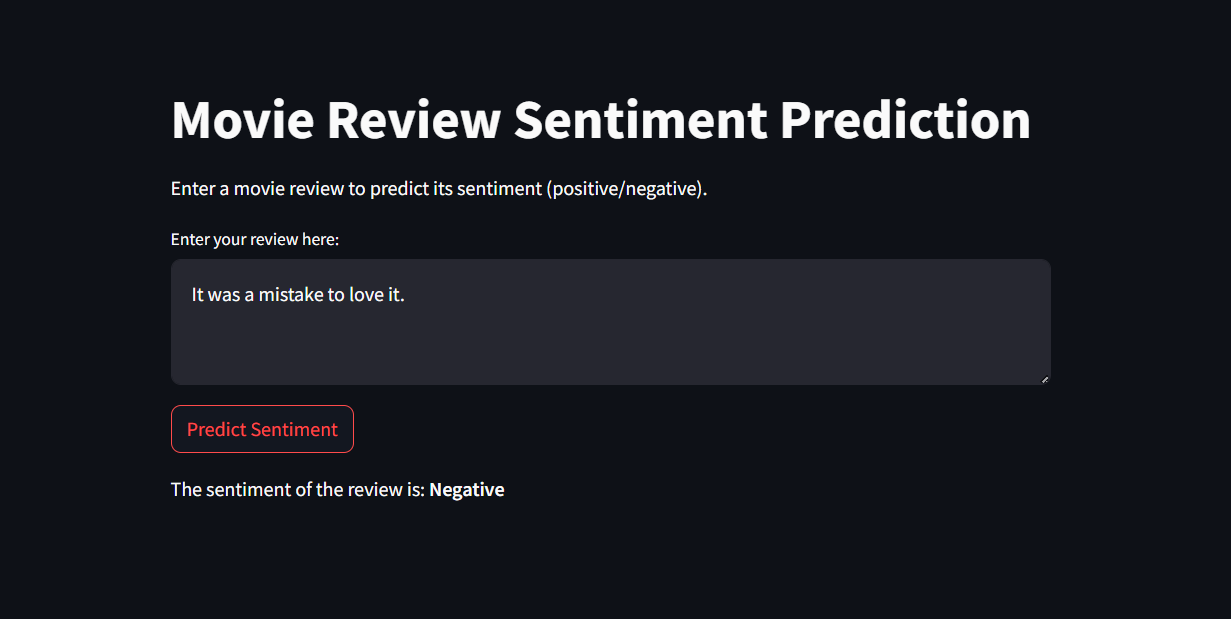 Movie Review Sentiment Prediction
Enter a movie review to predict its sentiment (positive/negative).
Enter your review here:
It was a mistake to love it.
Predict Sentiment
The sentiment of the review is: Negative